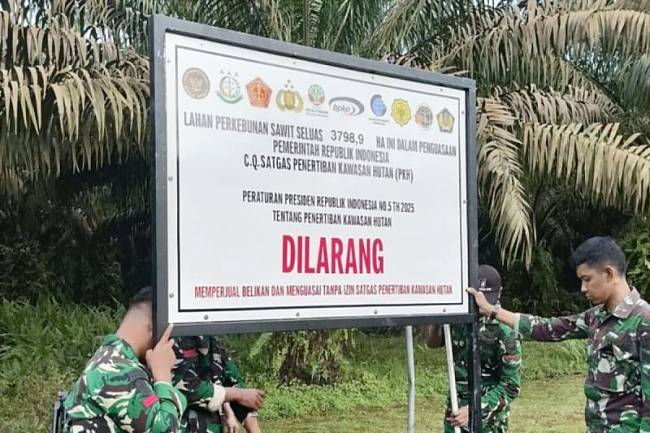 bpkp
LAHAN PERKEBUNAN SAWIT SELUAS 3798,9 HA INI DALAM PENGUASAAN
PEMERINTAH REPUBLIK INDONESIA
C.Q.SATGAS PENERTIBAN KAWASAN HUTAN (PKH)
PERATURAN PRESIDEN REPUBLIK INDONESIA NO.5 TH 2025
TENTANG PENERTIBAN KAWASAN HUTAN
DILARANG
MEMPERJUAL BELIKAN DAN MENGUASAI TANPA IZIN SATGAS PENERTIBAN KAWASAN HUTAN